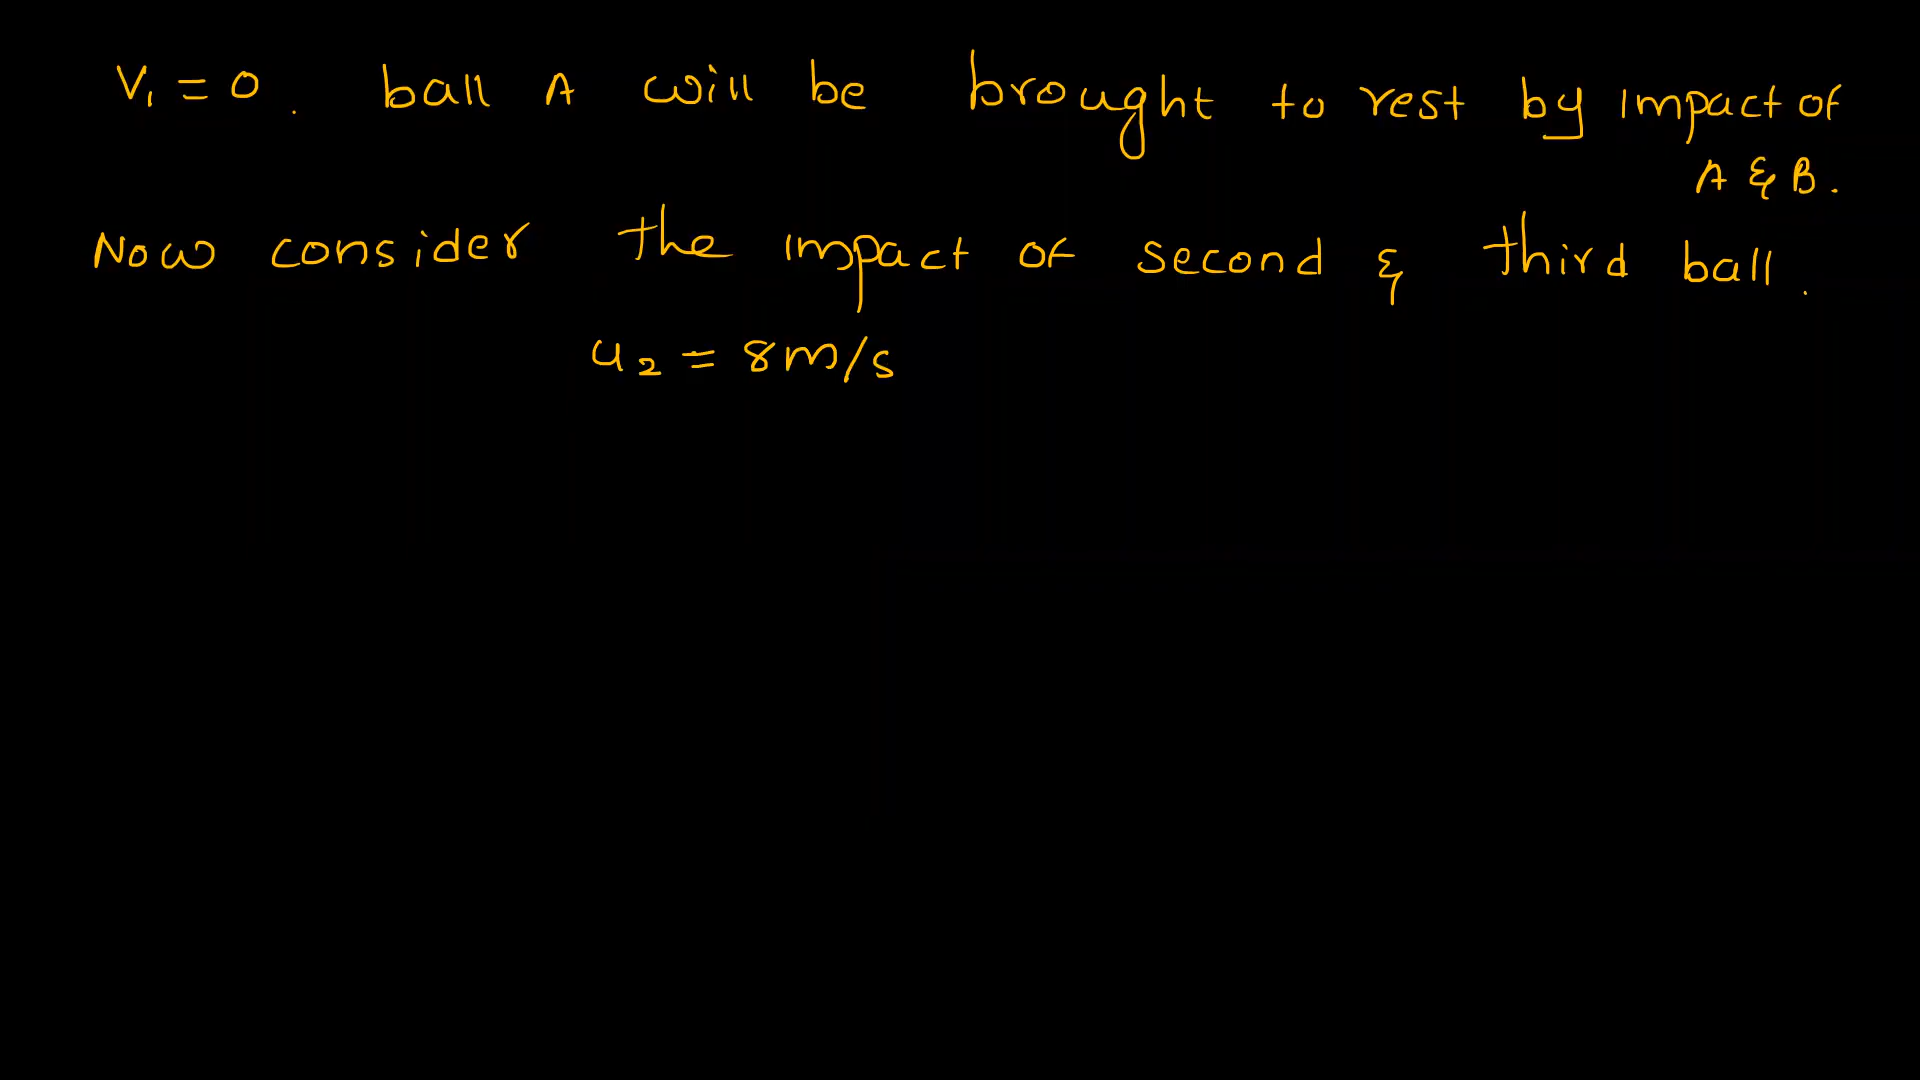 V₁ = 0. ball A will be brought to rest by impact of
A & B.
Now consider the impact of second & third ball.
u₂ = 8m/s